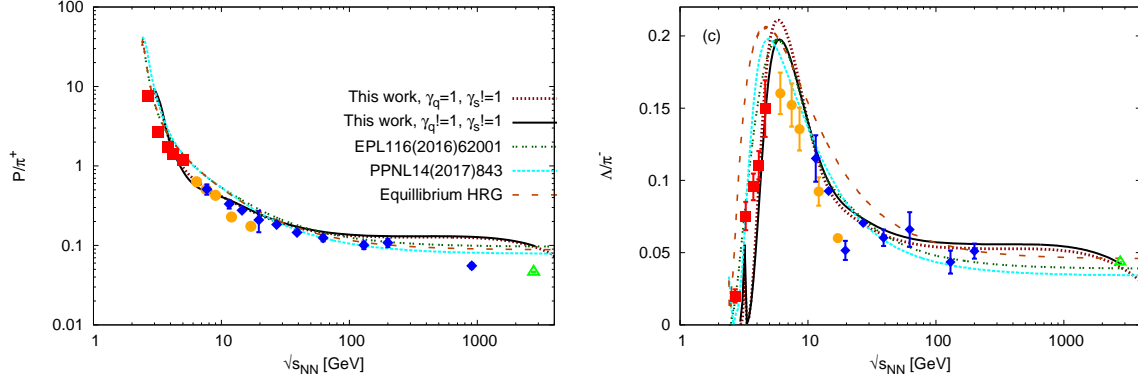 100
10
1
0.1
0.01
P/π⁺
This work, γq=1, γs!=1
This work, γq!=1, γs!=1
EPL116(2016)62001
PPNL14(2017)843
Equilibrium HRG
1 10 100 1000
√sNN [GeV]
(c)
0.2
0.15
0.1
0.05
0
Λ/π⁻
1 10 100 1000
√sNN [GeV]